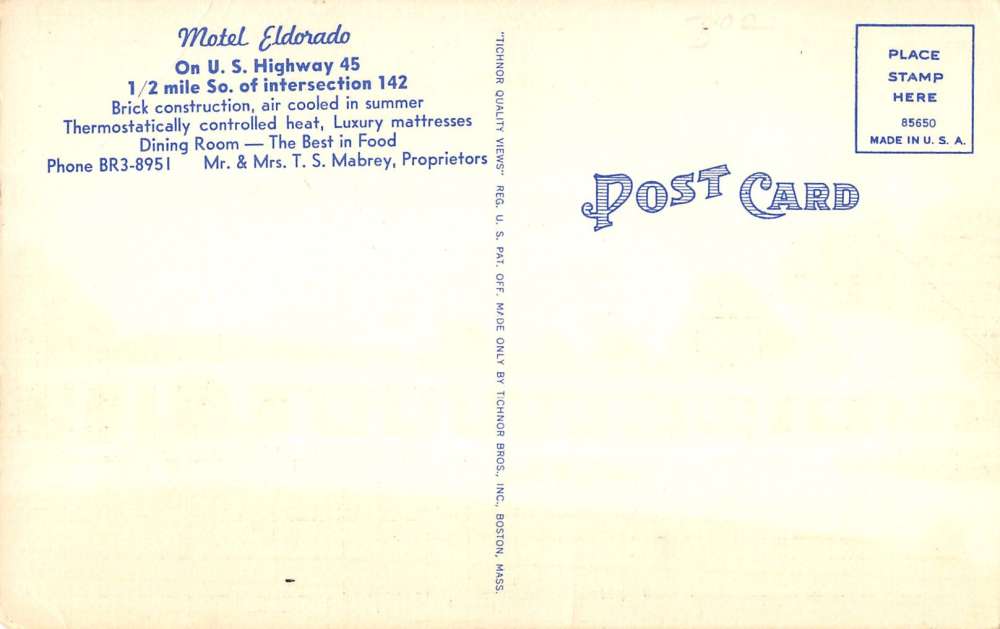 Motel Eldorado
On U. S. Highway 45
1/2 mile So. of intersection 142
Brick construction, air cooled in summer
Thermostatically controlled heat, Luxury mattresses
Dining Room — The Best in Food
Phone BR3-8951 Mr. & Mrs. T. S. Mabrey, Proprietors
"TICHNOR QUALITY VIEWS" REG. U. S. PAT. OFF. MADE ONLY BY TICHNOR BROS., INC., BOSTON, MASS.
POST CARD
PLACE
STAMP
HERE
85650
MADE IN U. S. A.